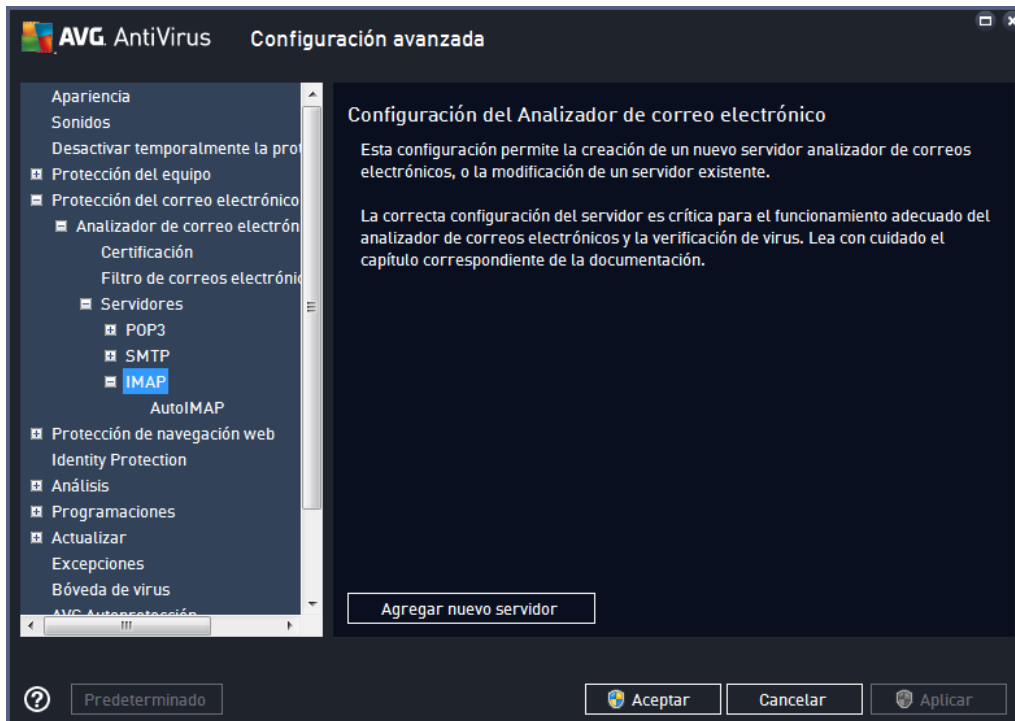 AVG. AntiVirus
Configuración avanzada
Apariencia
Sonidos
Desactivar temporalmente la prot
Protección del equipo
Protección del correo electrónico
Analizador de correo electrón
Certificación
Filtro de correos electrónic
Servidores
POP3
SMTP
IMAP
AutoIMAP
Protección de navegación web
Identity Protection
Análisis
Programaciones
Actualizar
Excepciones
Bóveda de virus
AVG Autoprotección
Configuración del Analizador de correo electrónico
Esta configuración permite la creación de un nuevo servidor analizador de correos
electrónicos, o la modificación de un servidor existente.
La correcta configuración del servidor es crítica para el funcionamiento adecuado del
analizador de correos electrónicos y la verificación de virus. Lea con cuidado el
capítulo correspondiente de la documentación.
Agregar nuevo servidor
Predeterminado
Aceptar
Cancelar
Aplicar